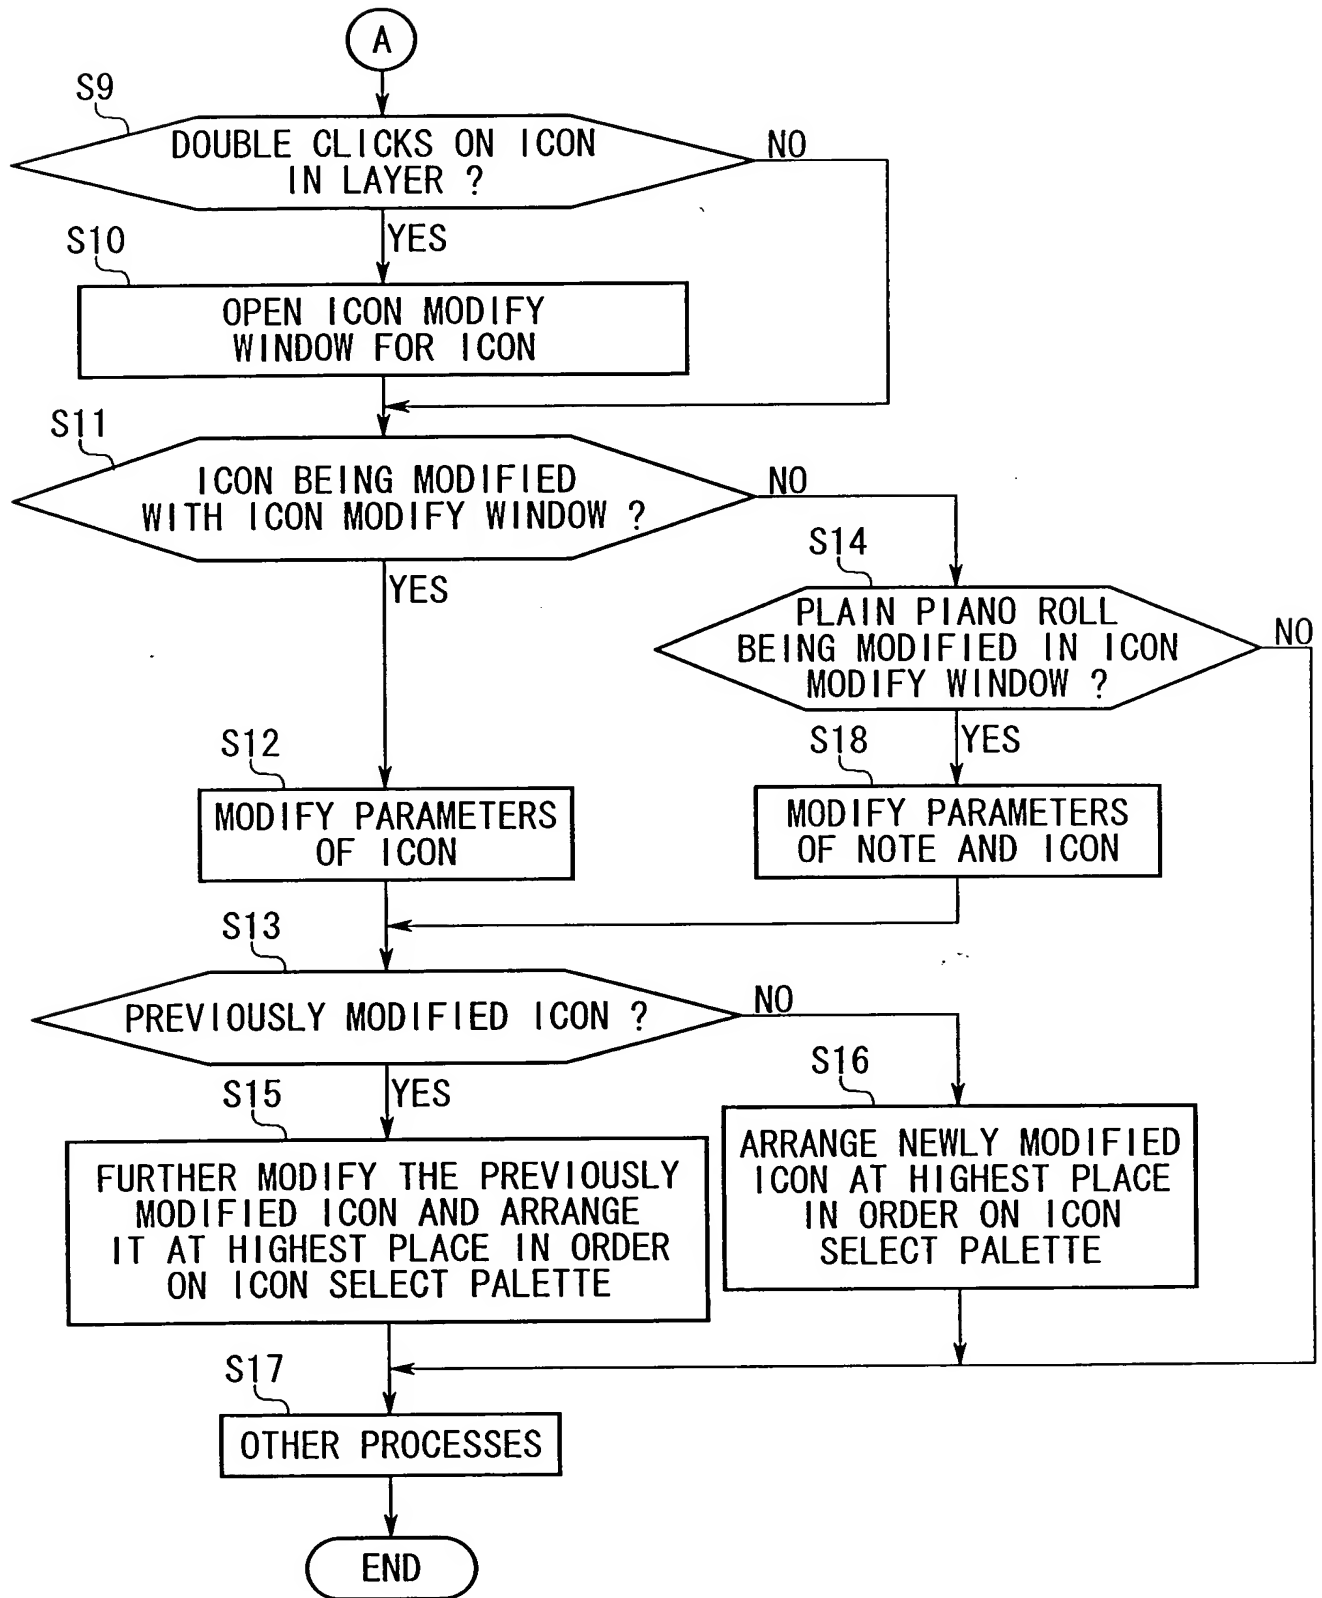 A
S9
DOUBLE CLICKS ON ICON
IN LAYER ?
NO
YES
S10
OPEN ICON MODIFY
WINDOW FOR ICON
S11
ICON BEING MODIFIED
WITH ICON MODIFY WINDOW ?
NO
YES
S14
PLAIN PIANO ROLL
BEING MODIFIED IN ICON
MODIFY WINDOW ?
NO
YES
S12
MODIFY PARAMETERS
OF ICON
S18
MODIFY PARAMETERS
OF NOTE AND ICON
S13
PREVIOUSLY MODIFIED ICON ?
NO
YES
S15
FURTHER MODIFY THE PREVIOUSLY
MODIFIED ICON AND ARRANGE
IT AT HIGHEST PLACE IN ORDER
ON ICON SELECT PALETTE
S16
ARRANGE NEWLY MODIFIED
ICON AT HIGHEST PLACE
IN ORDER ON ICON
SELECT PALETTE
S17
OTHER PROCESSES
END